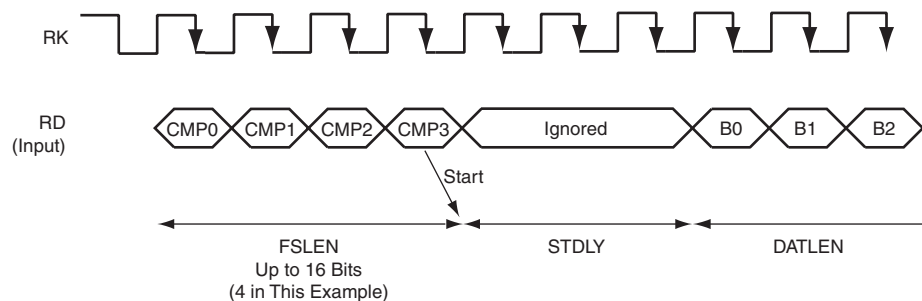 RK
RD
(Input)
CMP0 CMP1 CMP2 CMP3 Ignored B0 B1 B2
Start
FSLEN
Up to 16 Bits
(4 in This Example)
STDLY
DATLEN